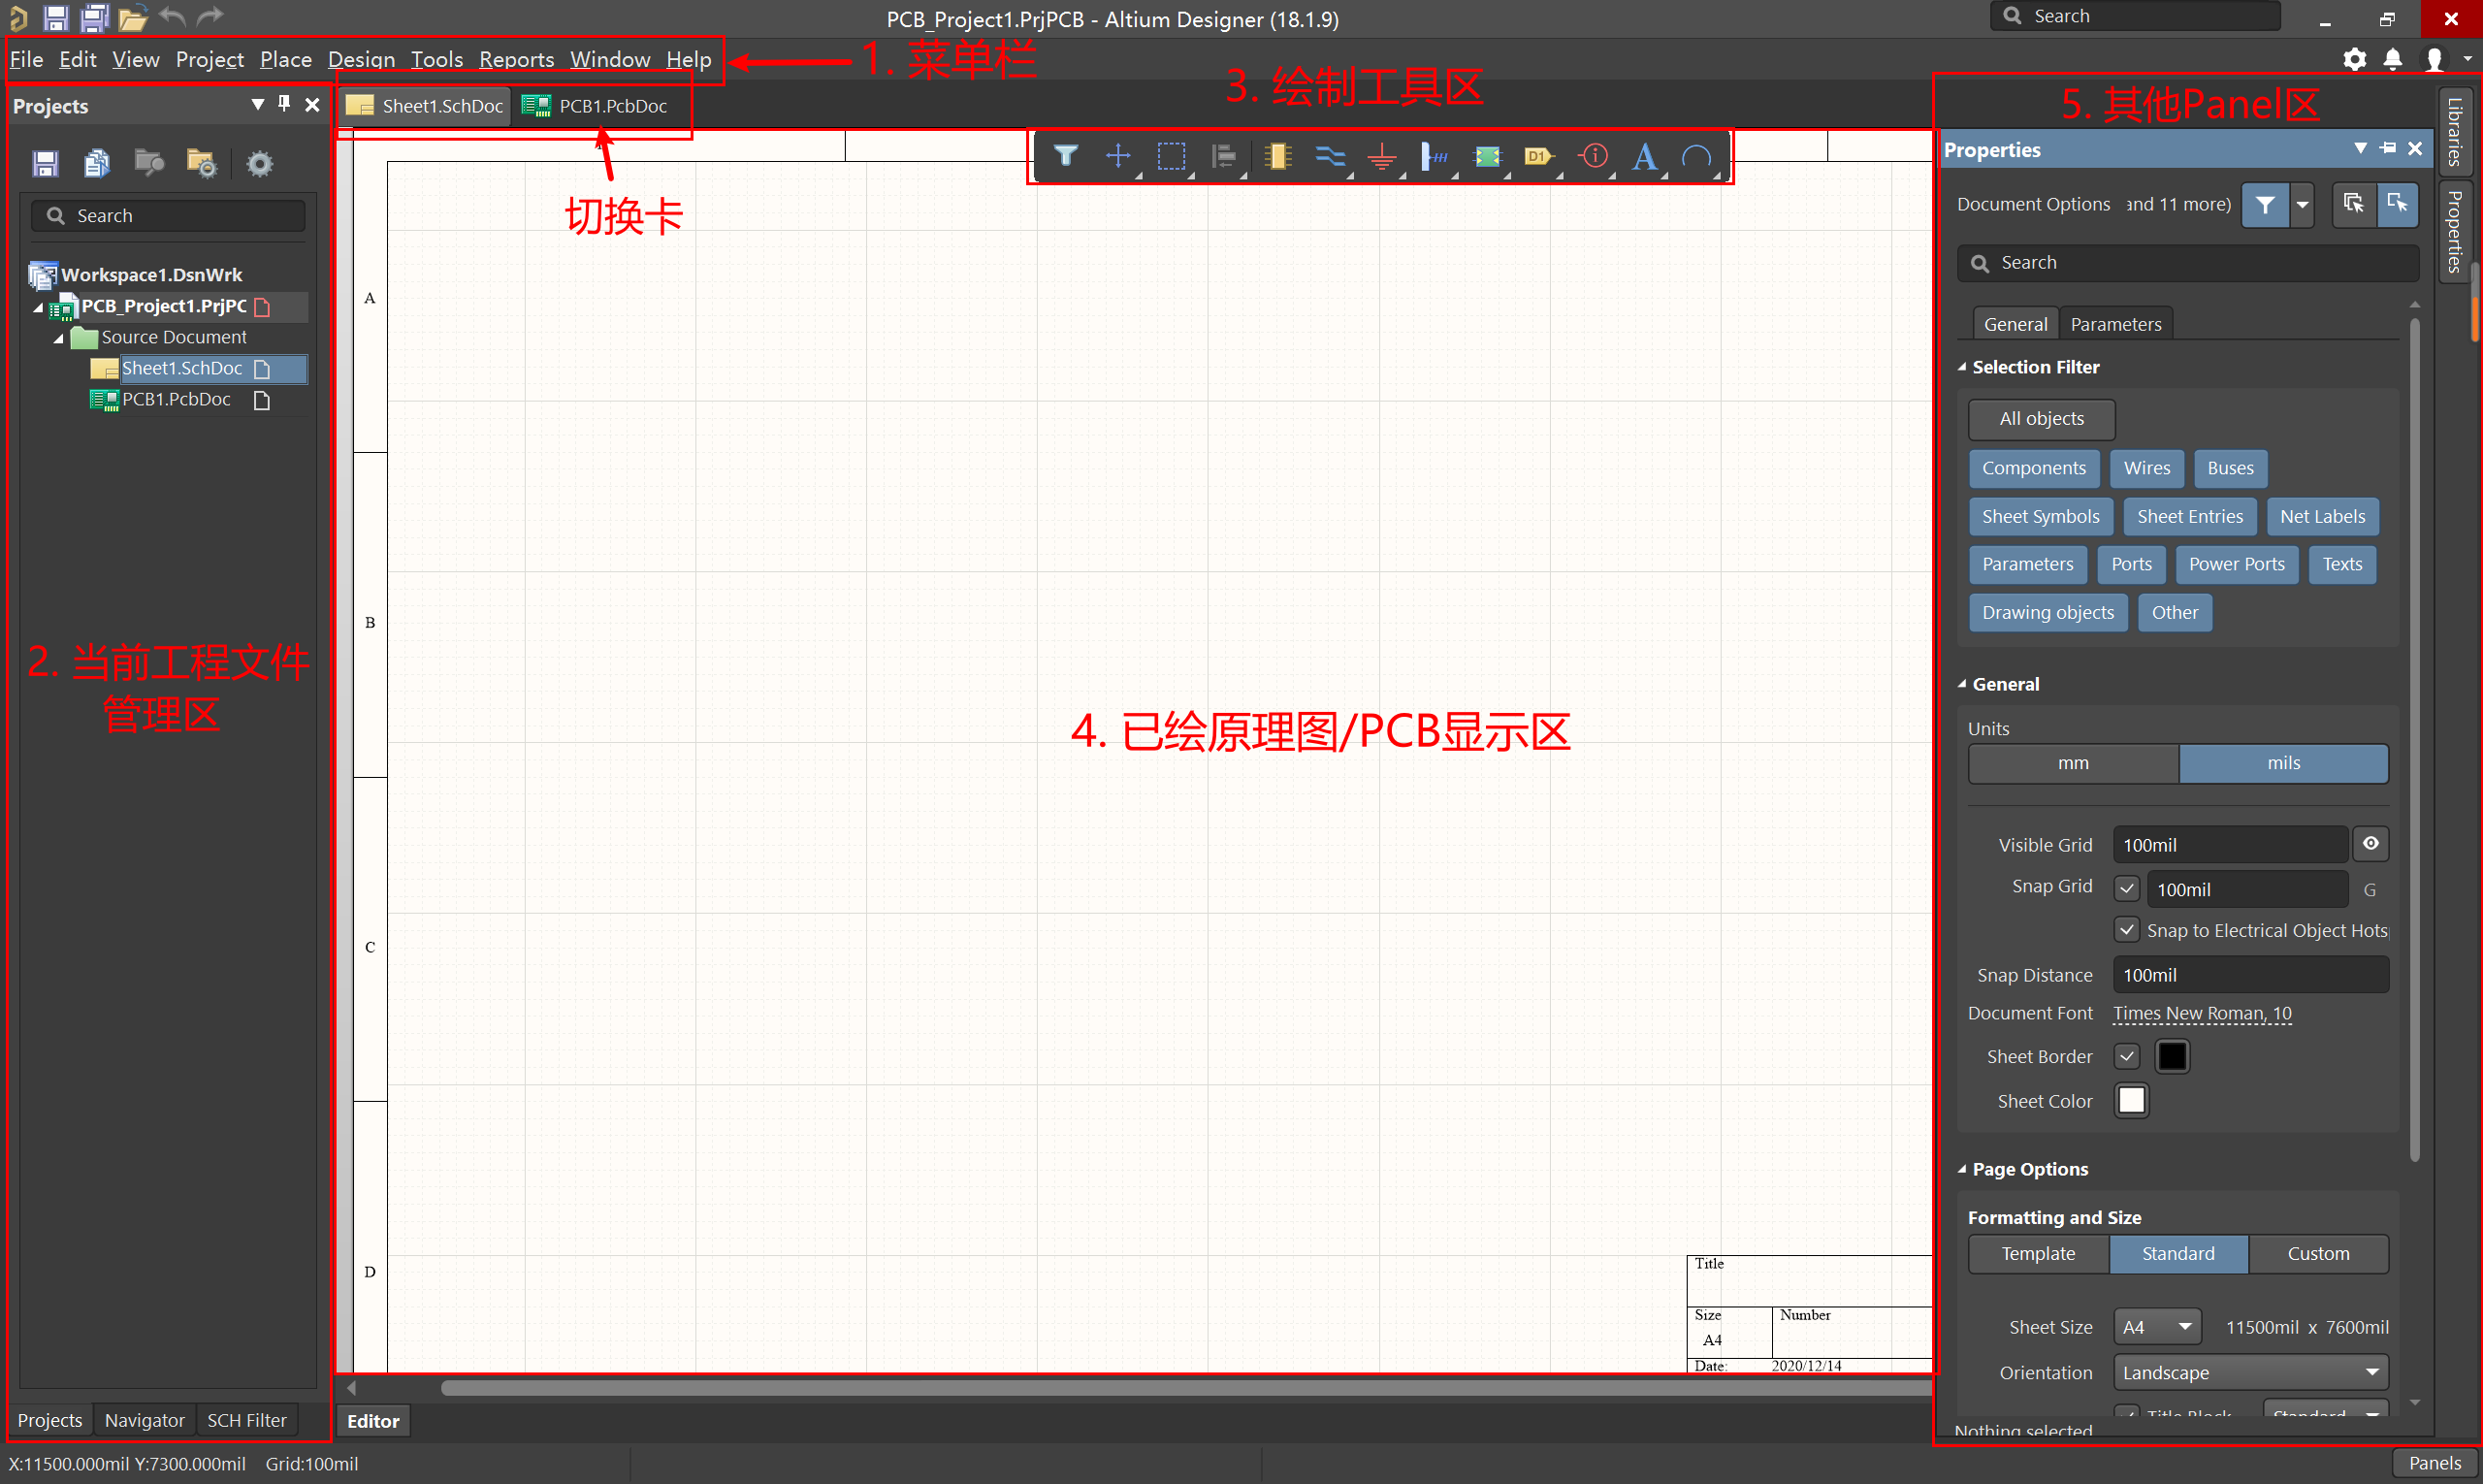 PCB_Project1.PrjPCB - Altium Designer (18.1.9)
Search
File Edit View Project Place Design Tools Reports Window Help
1. 菜单栏
Projects
Sheet1.SchDoc
PCB1.PcbDoc
3. 绘制工具区
5. 其他Panel区
Libraries
Properties
切换卡
D1
A
Search
Workspace1.DsnWrk
PCB_Project1.PrjPC
Source Document
Sheet1.SchDoc
PCB1.PcbDoc
2. 当前工程文件
管理区
Projects
Navigator
SCH Filter
A
B
C
D
4. 已绘原理图/PCB显示区
Title
Size
Number
A4
Date:
2020/12/14
Editor
Properties
Document Options
and 11 more)
Search
General
Parameters
Selection Filter
All objects
Components Wires Buses
Sheet Symbols Sheet Entries Net Labels
Parameters Ports Power Ports Texts
Drawing objects Other
General
Units
mm mils
Visible Grid 100mil
Snap Grid 100mil G
Snap to Electrical Object Hots
Snap Distance 100mil
Document Font Times New Roman, 10
Sheet Border
Sheet Color
Page Options
Formatting and Size
Template Standard Custom
Sheet Size A4 11500mil x 7600mil
Orientation Landscape
Title Block Standard
Nothing selected
X:11500.000mil Y:7300.000mil Grid:100mil
Panels